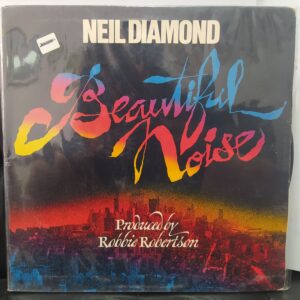 NEIL DIAMOND
Beautiful
Noise
Produced by
Robbie Robertson